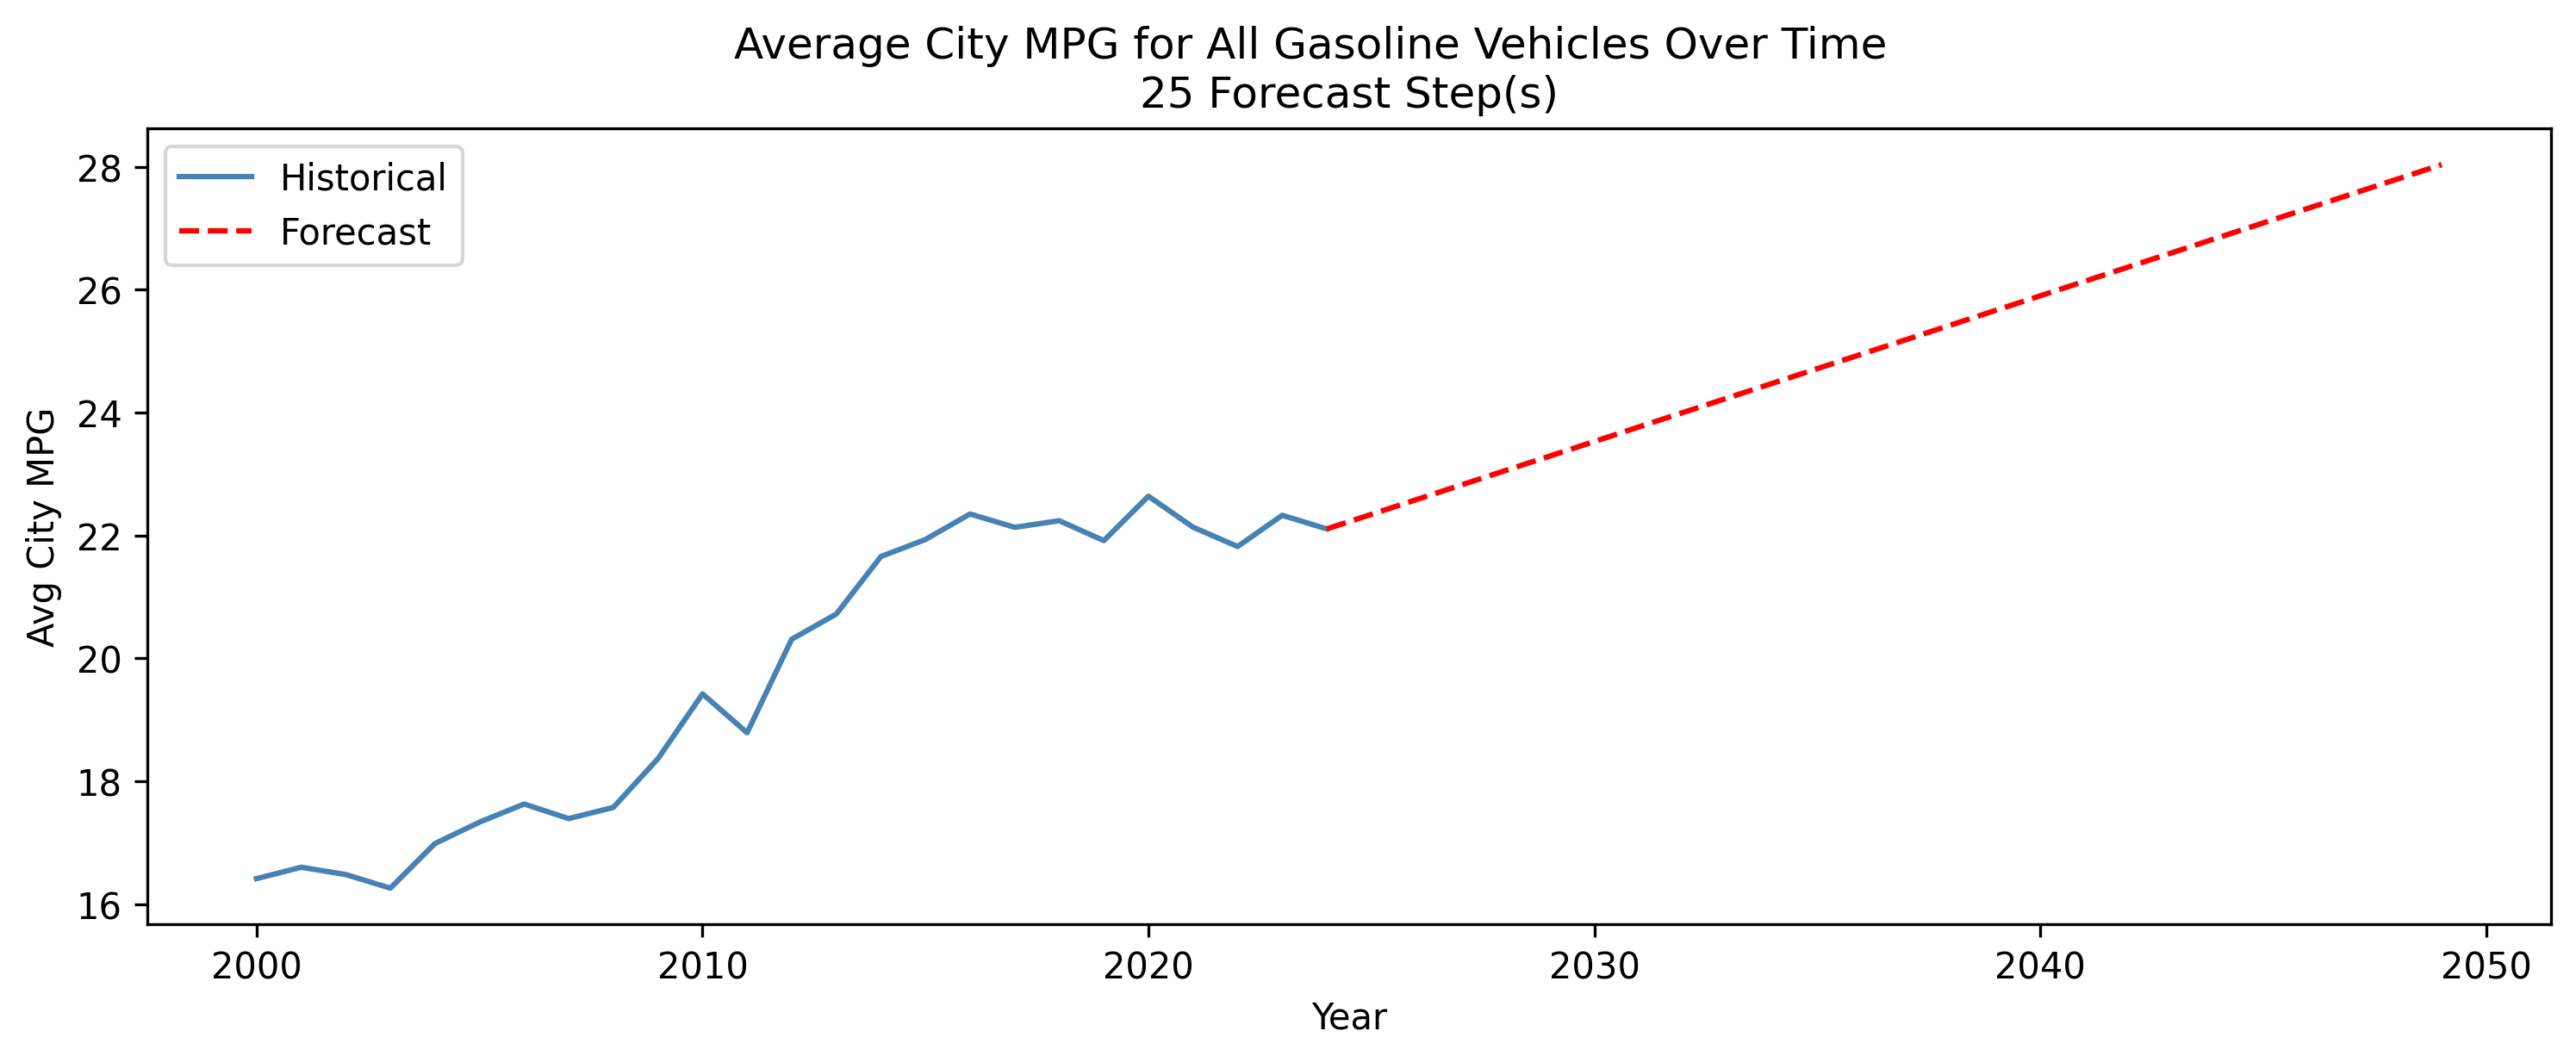 Average City MPG for All Gasoline Vehicles Over Time
25 Forecast Step(s)
Historical
Forecast
Avg City MPG
28
26
24
22
20
18
16
2000
2010
2020
2030
2040
2050
Year